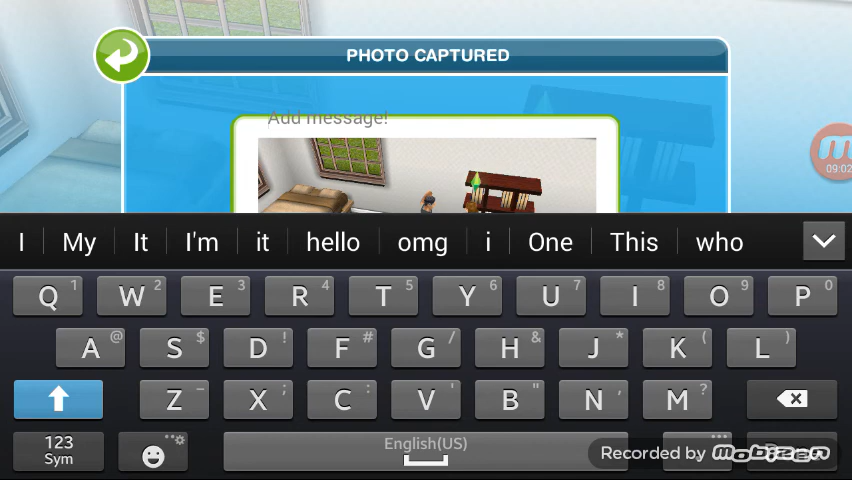 PHOTO CAPTURED
Add message!
09:02
I My It I'm it hello omg i One This who
Q 1 W 2 E 3 R 4 T 5 Y 6 U 7 I 8 O 9 P 0
A @ S $ D ! F # G / H & J * K ( L )
Z - X ; C : V ' B " N , M ?
123
Sym
English(US)
Recorded by mobizen